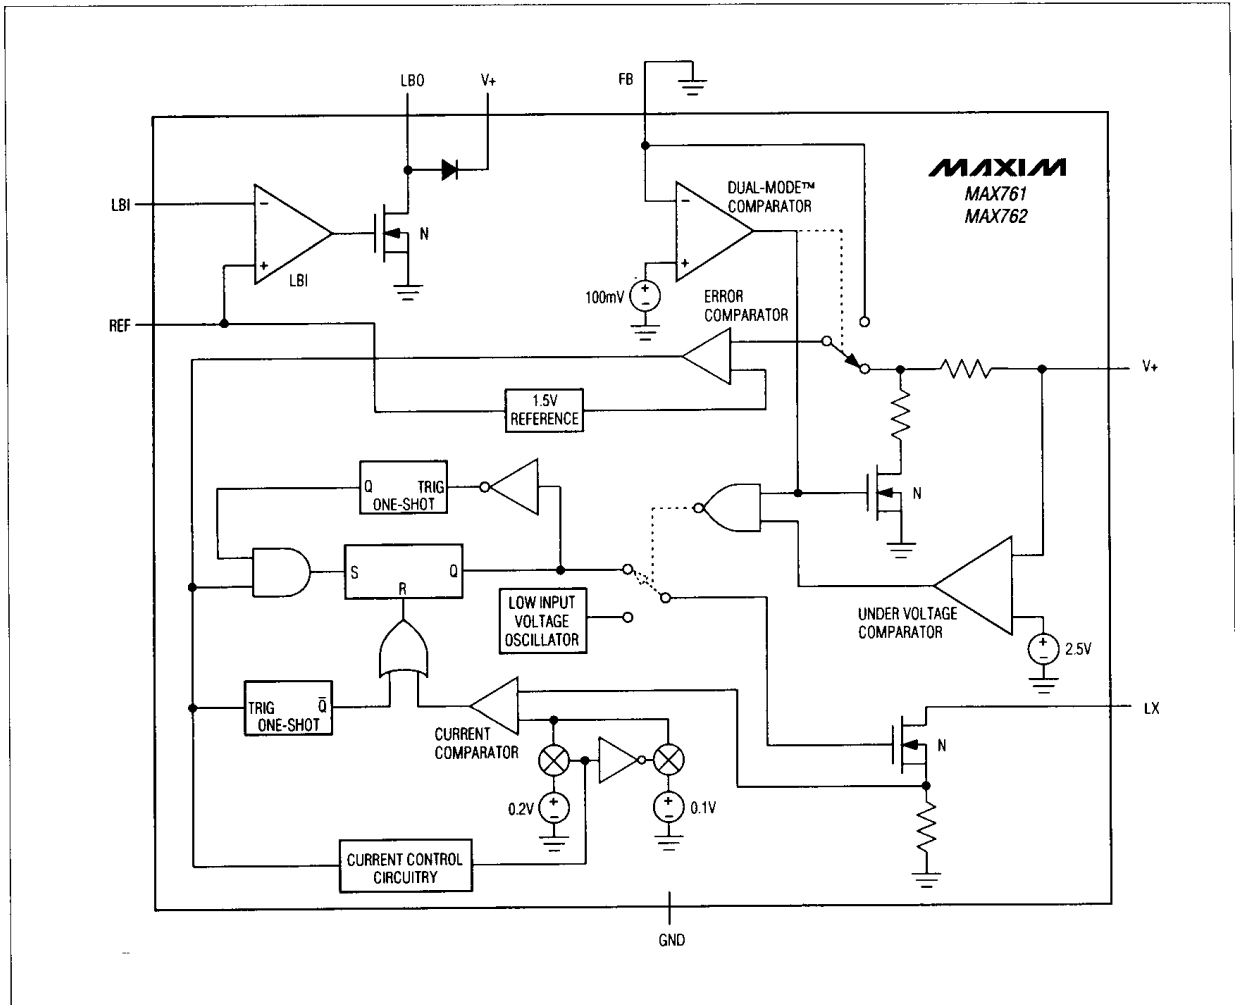 LBO
V+
FB
MAXIM
MAX761
MAX762
DUAL-MODE™
COMPARATOR
LBI
−
+
N
LBI
−
+
100mV
+
−
ERROR
COMPARATOR
REF
V+
1.5V
REFERENCE
Q TRIG
ONE-SHOT
N
S Q
R
LOW INPUT
VOLTAGE
OSCILLATOR
UNDER VOLTAGE
COMPARATOR
+
−
2.5V
TRIG Q̅
ONE-SHOT
CURRENT
COMPARATOR
N
LX
0.2V
+
−
+
−
0.1V
CURRENT CONTROL
CIRCUITRY
GND